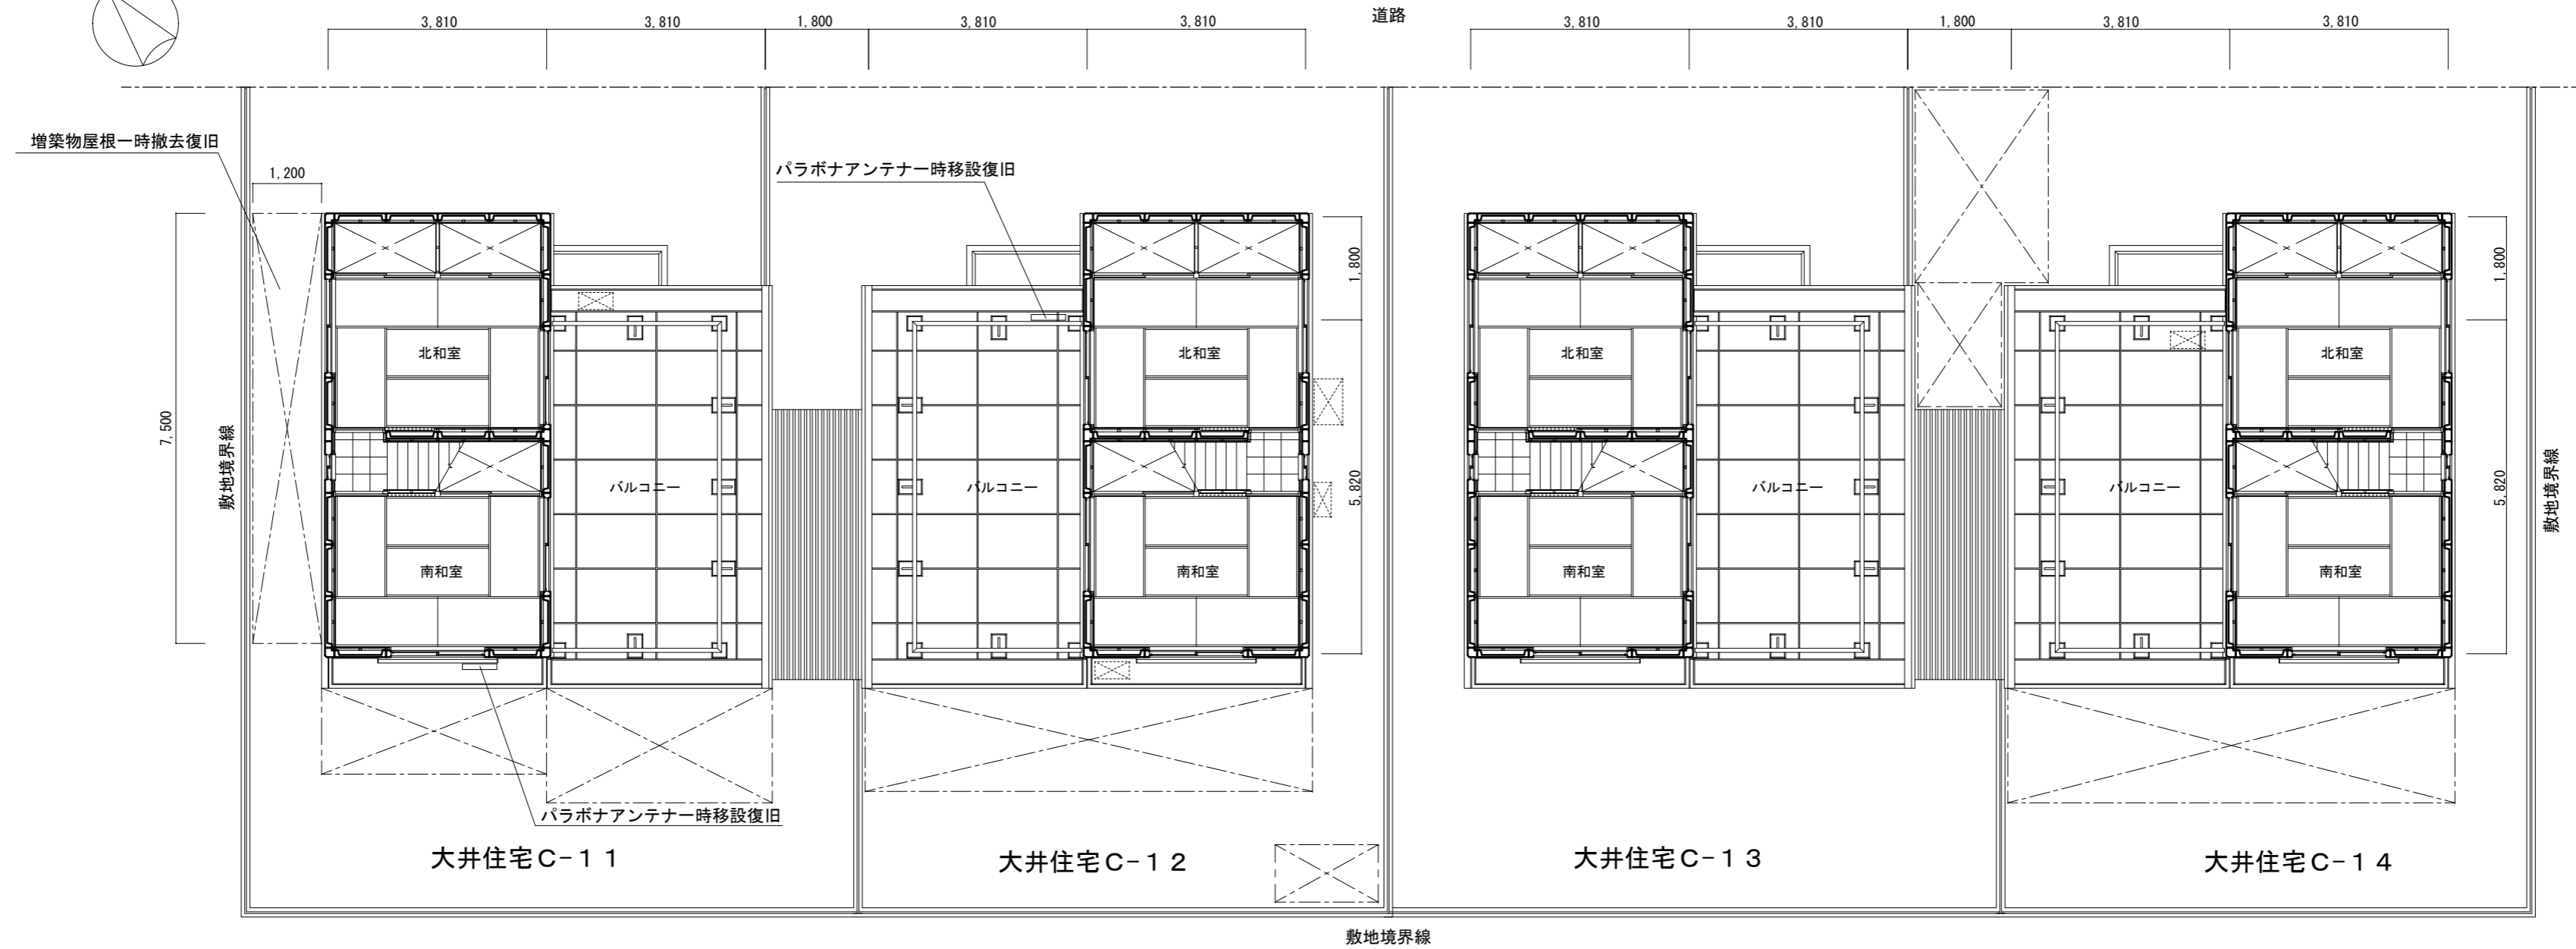 道路
3,810
3,810
1,800
3,810
3,810
3,810
3,810
1,800
3,810
3,810
増築物屋根一時撤去復旧
1,200
パラボナアンテナ一時移設復旧
7,500
敷地境界線
北和室
北和室
1,800
北和室
北和室
1,800
バルコニー
バルコニー
5,820
バルコニー
バルコニー
5,820
敷地境界線
南和室
南和室
南和室
南和室
パラボナアンテナ一時移設復旧
大井住宅C-11
大井住宅C-12
大井住宅C-13
大井住宅C-14
敷地境界線